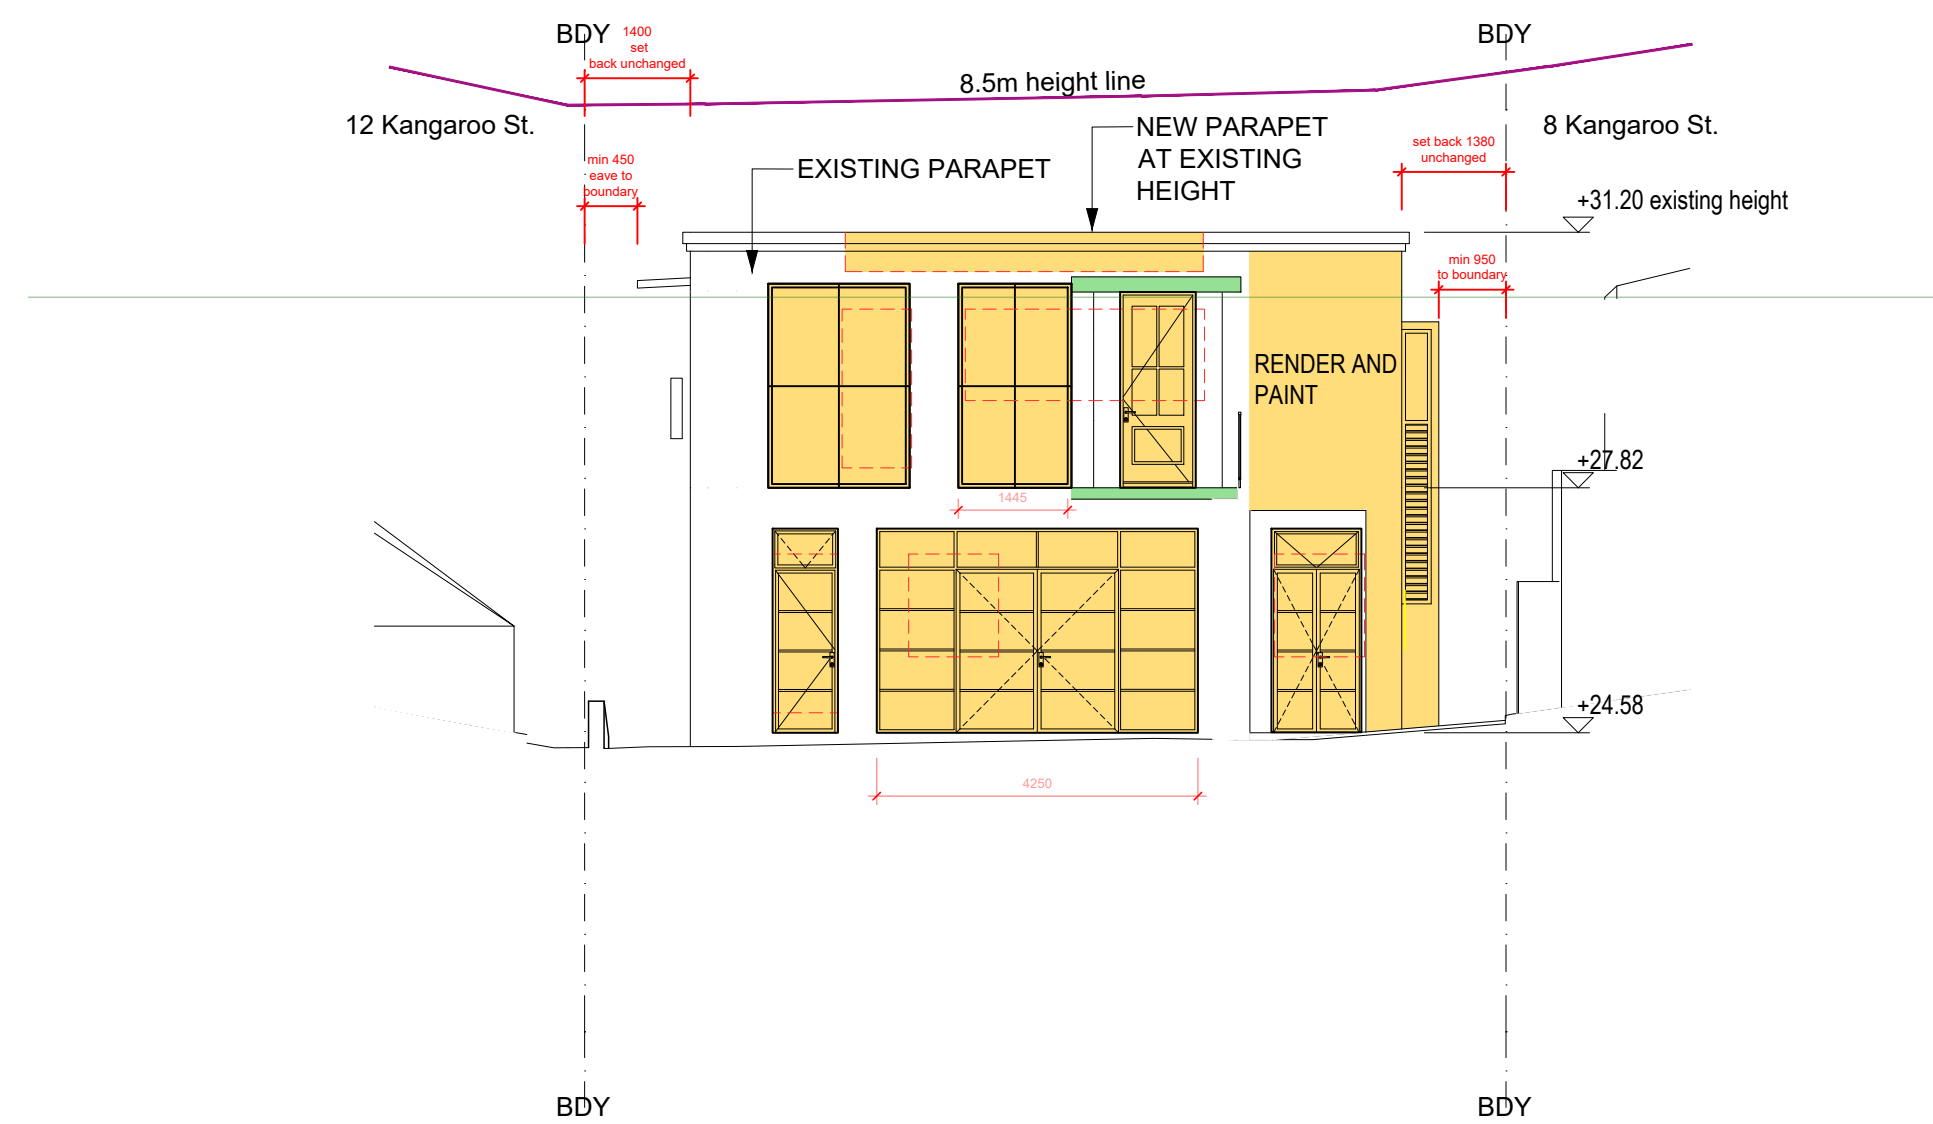 BDY
1400
set
back unchanged
BDY
8.5m height line
12 Kangaroo St.
NEW PARAPET
AT EXISTING
HEIGHT
8 Kangaroo St.
set back 1380
unchanged
min 450
eave to
boundary
EXISTING PARAPET
+31.20 existing height
min 950
to boundary
RENDER AND
PAINT
+27.82
1445
+24.58
4250
BDY
BDY